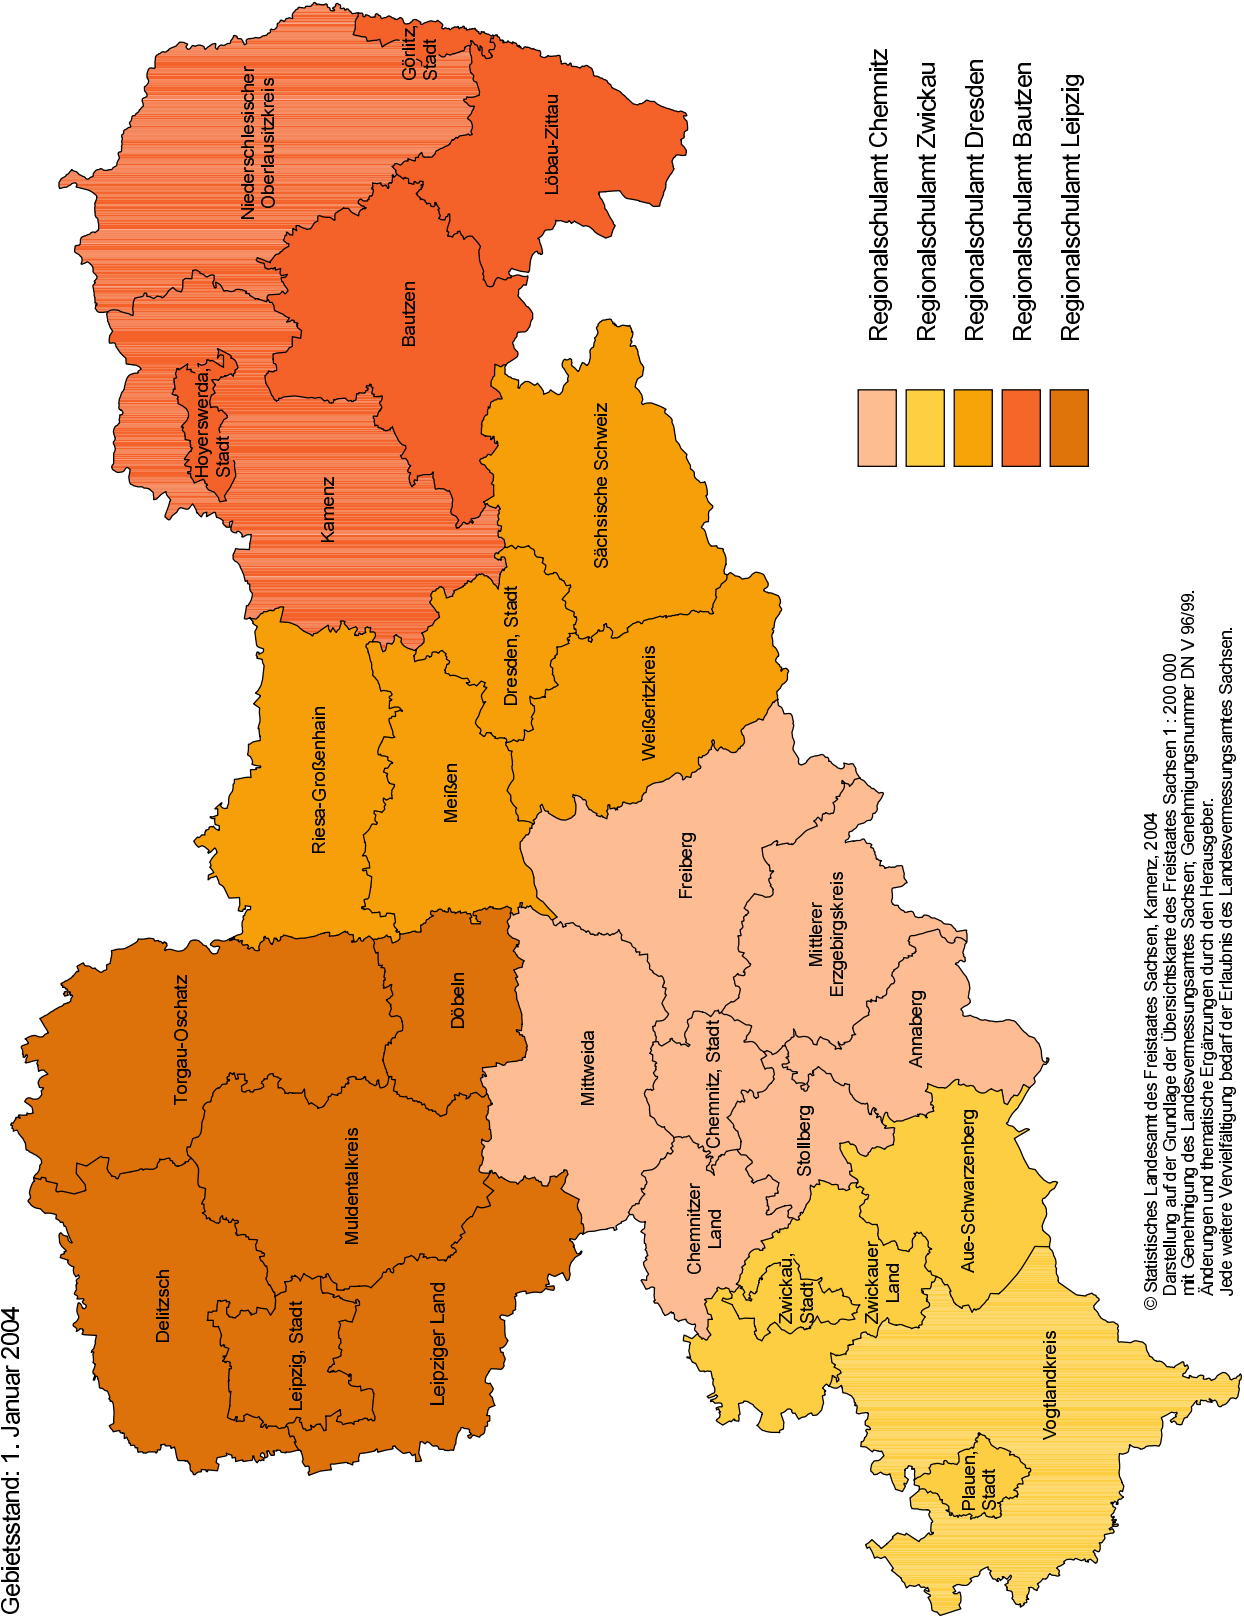 Gebietsstand: 1. Januar 2004
Torgau-Oschatz
Delitzsch
Leipzig, Stadt
Muldentalkreis
Leipziger Land
Döbeln
Riesa-Großenhain
Meißen
Dresden, Stadt
Weißeritzkreis
Sächsische Schweiz
Kamenz
Hoyerswerda,
Stadt
Bautzen
Niederschlesischer
Oberlausitzkreis
Görlitz,
Stadt
Löbau-Zittau
Mittweida
Freiberg
Mittlerer
Erzgebirgskreis
Annaberg
Chemnitz, Stadt
Stollberg
Chemnitzer
Land
Zwickau,
Stadt
Zwickauer
Land
Aue-Schwarzenberg
Vogtlandkreis
Plauen,
Stadt
Regionalschulamt Chemnitz
Regionalschulamt Zwickau
Regionalschulamt Dresden
Regionalschulamt Bautzen
Regionalschulamt Leipzig
© Statistisches Landesamt des Freistaates Sachsen, Kamenz, 2004
Darstellung auf der Grundlage der Übersichtskarte des Freistaates Sachsen 1 : 200 000
mit Genehmigung des Landesvermessungsamtes Sachsen; Genehmigungsnummer DN V 96/99.
Änderungen und thematische Ergänzungen durch den Herausgeber.
Jede weitere Vervielfältigung bedarf der Erlaubnis des Landesvermessungsamtes Sachsen.